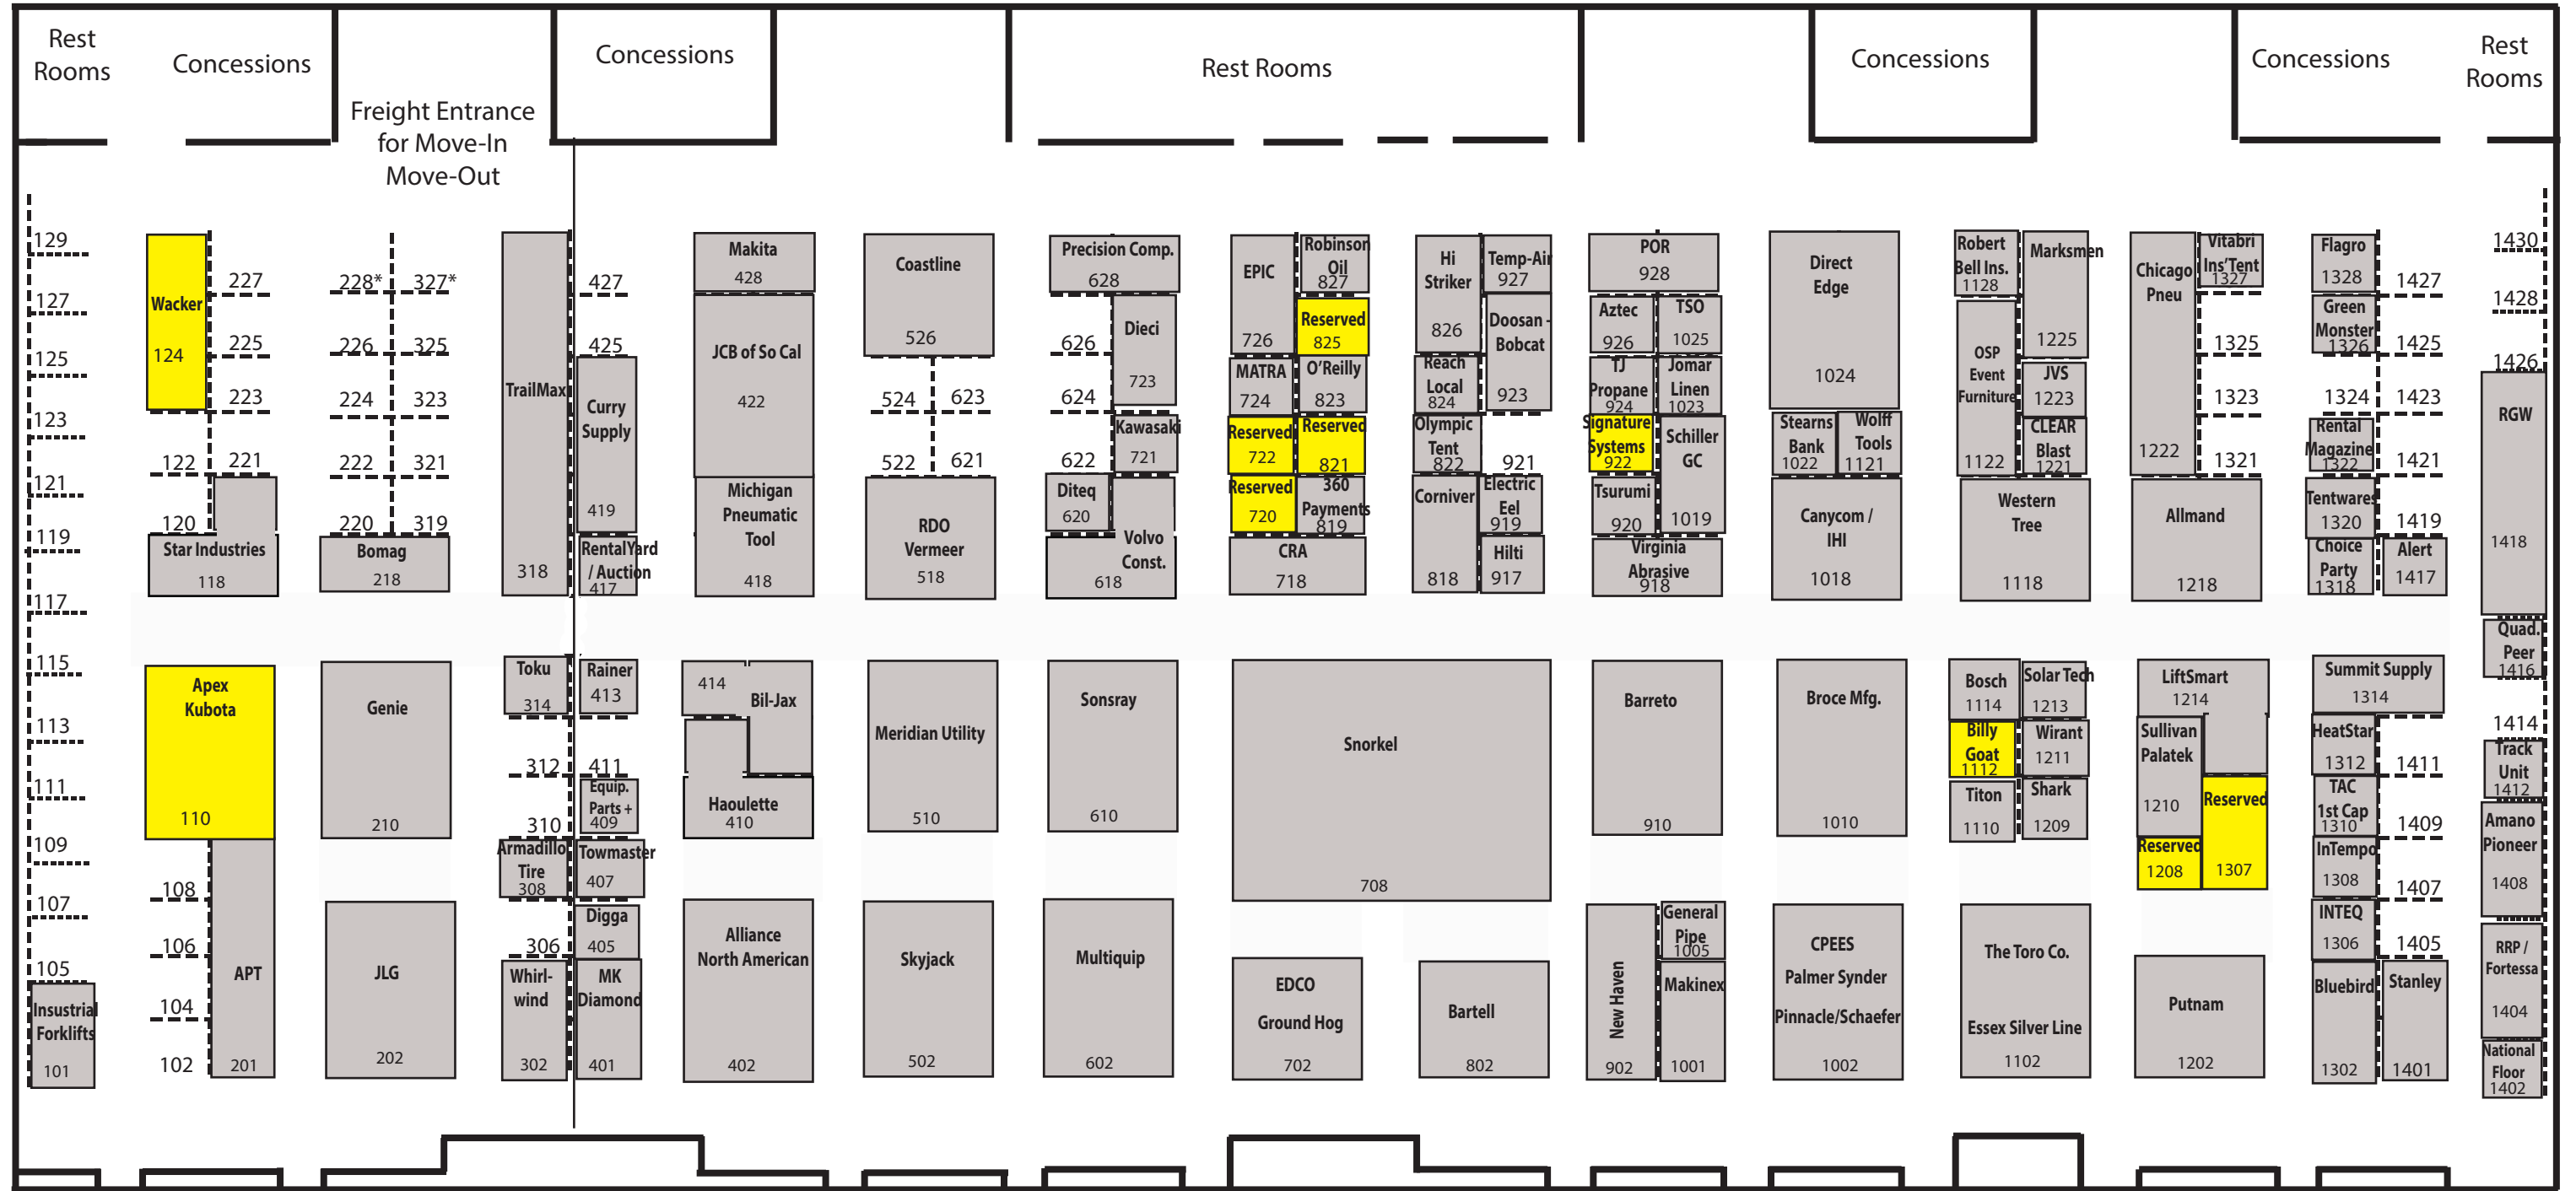 Rest
Rooms
Concessions
Freight Entrance
for Move-In
Move-Out
Concessions
Rest Rooms
Concessions
Concessions
Rest
Rooms
129
127
125
123
121
119
117
115
113
111
109
107
105
Insustrial
Forklifts
101
Wacker
124
227
225
223
122
221
120
Star Industries
118
Apex
Kubota
110
108
106
104
102
APT
201
228*
327*
226
325
224
323
222
321
220
319
Bomag
218
Genie
210
JLG
202
TrailMax
318
427
425
Curry
Supply
419
RentalYard
/ Auction
417
Toku
314
Rainer
413
312
411
Equip.
Parts +
409
310
Armadillo
Tire
308
Towmaster
407
Digga
405
306
Whirl-
wind
302
MK
Diamond
401
Makita
428
JCB of So Cal
422
Michigan
Pneumatic
Tool
418
414
Bil-Jax
Haoulette
410
Alliance
North American
402
Coastline
526
524
623
522
621
RDO
Vermeer
518
Meridian Utility
510
Skyjack
502
Precision Comp.
628
Dieci
723
626
624
Kawasaki
721
622
Diteq
620
Volvo
Const.
618
Sonsray
610
Multiquip
602
EPIC
726
Robinson
Oil
827
Reserved
825
MATRA
724
O'Reilly
823
Reserved
722
Reserved
821
Reserved
720
360
Payments
819
CRA
718
Snorkel
708
EDCO
Ground Hog
702
Hi
Striker
826
Temp-Air
927
Doosan -
Bobcat
923
Reach
Local
824
Olympic
Tent
822
921
Corniver
818
Electric
Eel
919
Hilti
917
Bartell
802
POR
928
Aztec
926
TSO
1025
TJ
Propane
924
Jomar
Linen
1023
Signature
Systems
922
Schiller
GC
1019
Tsurumi
920
Virginia
Abrasive
918
Barreto
910
New Haven
902
General
Pipe
1005
Makinex
1001
Direct
Edge
1024
Stearns
Bank
1022
Wolff
Tools
1121
Canycom /
IHI
1018
Broce Mfg.
1010
CPEES
Palmer Synder
Pinnacle/Schaefer
1002
Robert
Bell Ins.
1128
Marksmen
1225
OSP
Event
Furniture
1122
JVS
1223
CLEAR
Blast
1221
Western
Tree
1118
Bosch
1114
Solar Tech
1213
Billy
Goat
1112
Wirant
1211
Titon
1110
Shark
1209
The Toro Co.
Essex Silver Line
1102
Chicago
Pneu
1222
Vitabri
Ins'Tent
1327
1325
1323
1321
Allmand
1218
LiftSmart
1214
Sullivan
Palatek
1210
Reserved
1307
Reserved
1208
Putnam
1202
Flagro
1328
1427
Green
Monster
1326
1425
1324
1423
Rental
Magazine
1322
1421
Tentwares
1320
1419
Choice
Party
1318
Alert
1417
Summit Supply
1314
HeatStar
1312
1411
TAC
1st Cap
1310
1409
InTempo
1308
1407
INTEQ
1306
1405
Bluebird
1302
Stanley
1401
1430
1428
1426
RGW
1418
Quad.
Peer
1416
1414
Track
Unit
1412
Amano
Pioneer
1408
RRP /
Fortessa
1404
National
Floor
1402